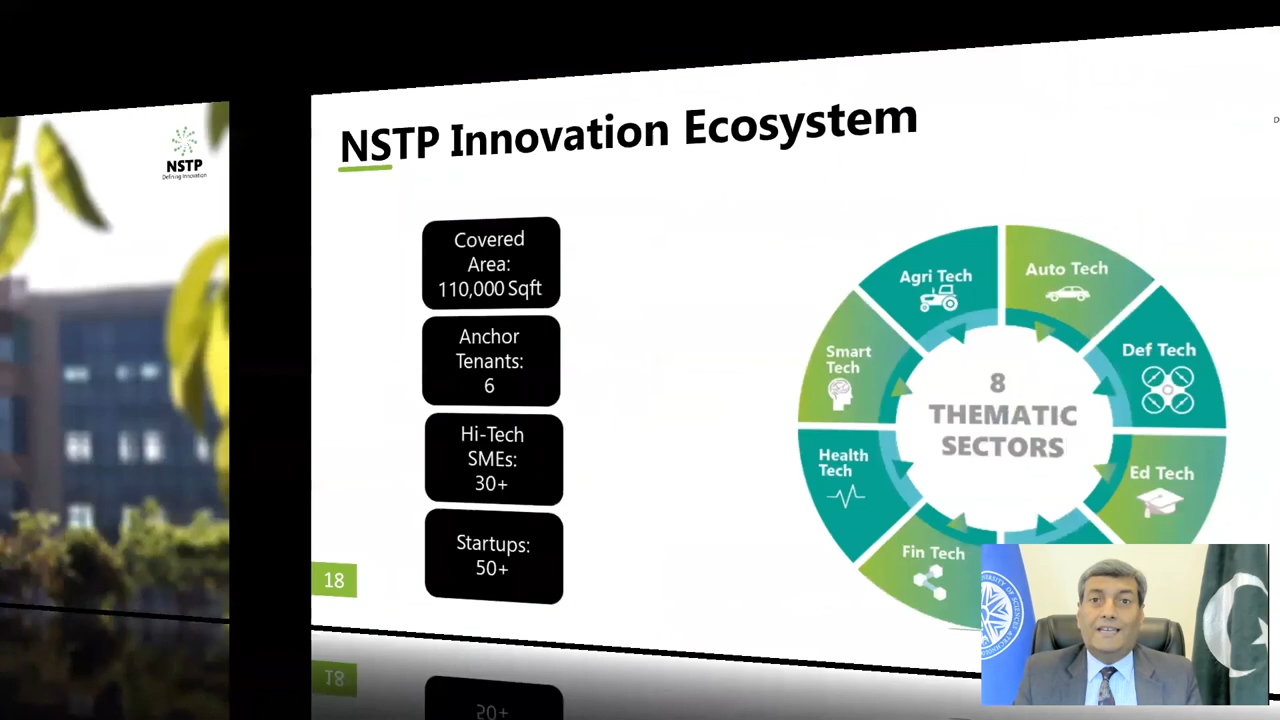 NSTP
Defining Innovation
NSTP Innovation Ecosystem
Covered
Area:
110,000 Sqft
Anchor
Tenants:
6
Hi-Tech
SMEs:
30+
Startups:
50+
18
Agri Tech
Auto Tech
Smart
Tech
Def Tech
8
THEMATIC
SECTORS
Health
Tech
Ed Tech
Fin Tech